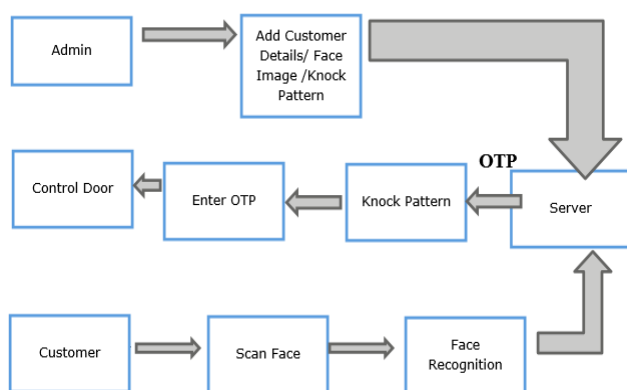 Admin
Add Customer
Details/ Face
Image /Knock
Pattern
OTP
Control Door
Enter OTP
Knock Pattern
Server
Customer
Scan Face
Face
Recognition